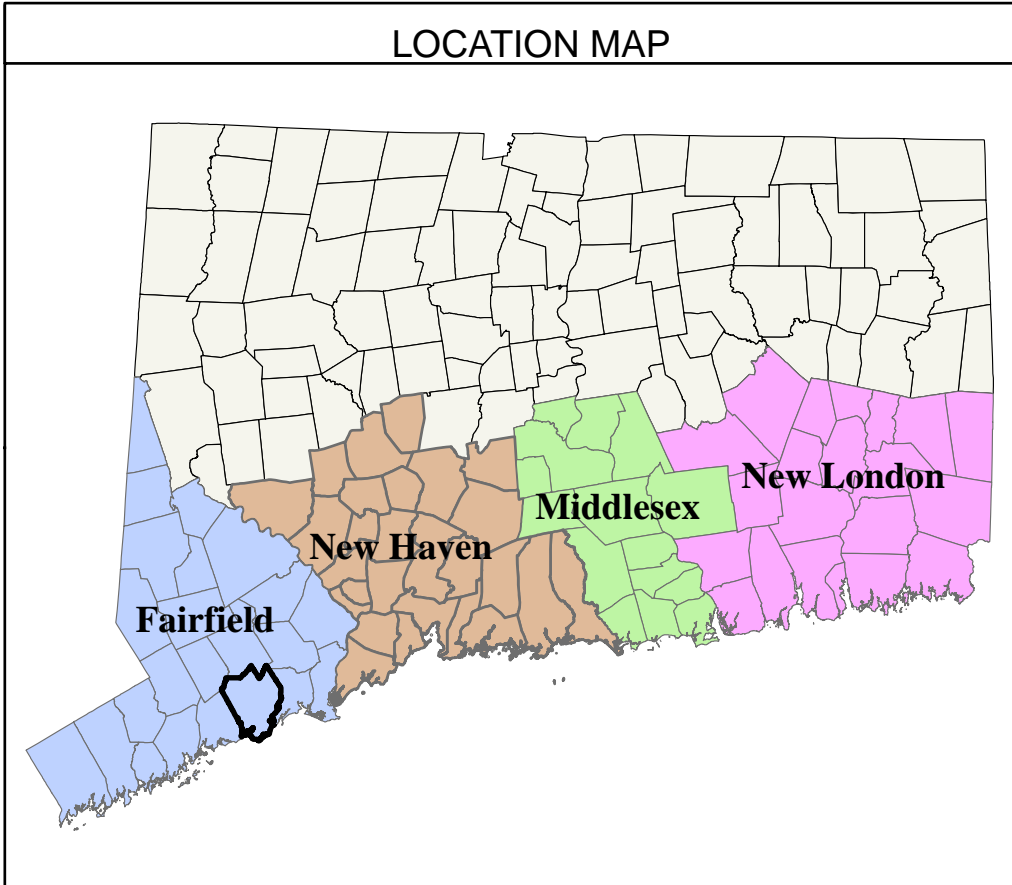 LOCATION MAP
New London
Middlesex
New Haven
Fairfield